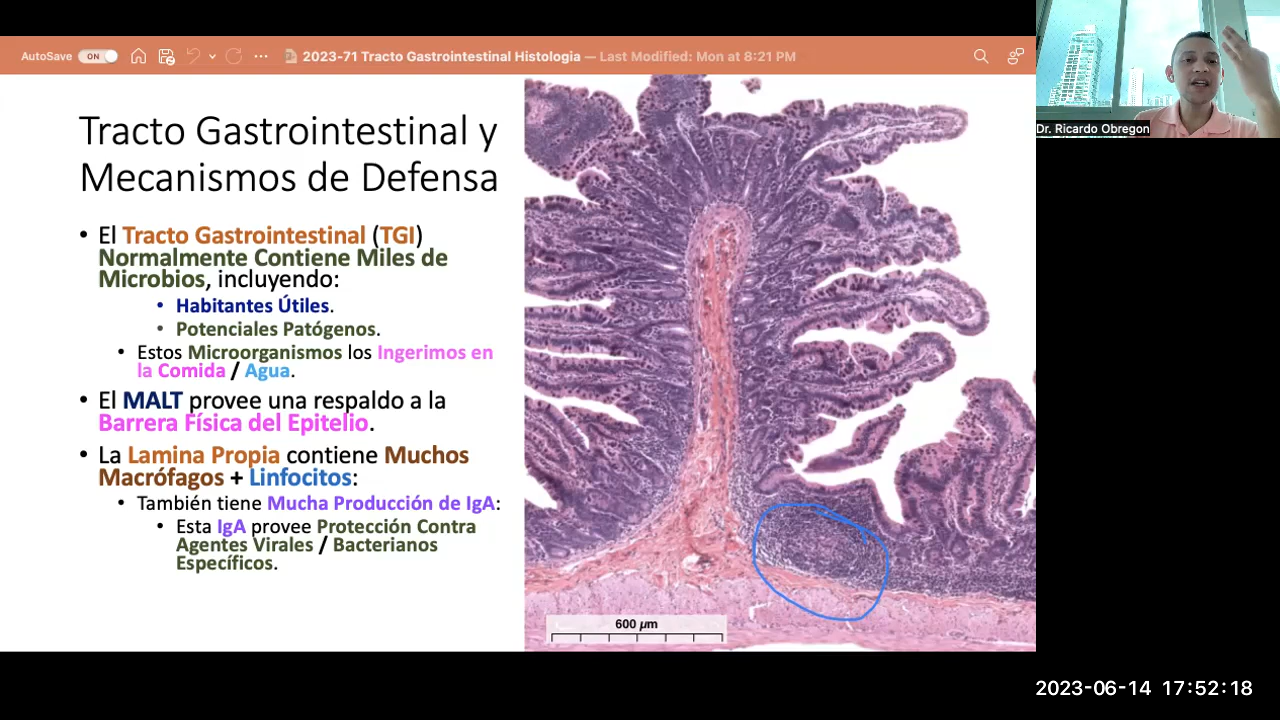 AutoSave ON 2023-71 Tracto Gastrointestinal Histologia — Last Modified: Mon at 8:21 PM
Dr. Ricardo Obregon
Tracto Gastrointestinal y
Mecanismos de Defensa
• El Tracto Gastrointestinal (TGI)
Normalmente Contiene Miles de
Microbios, incluyendo:
• Habitantes Útiles.
• Potenciales Patógenos.
• Estos Microorganismos los Ingerimos en
la Comida / Agua.
• El MALT provee una respaldo a la
Barrera Física del Epitelio.
• La Lamina Propia contiene Muchos
Macrófagos + Linfocitos:
• También tiene Mucha Producción de IgA:
• Esta IgA provee Protección Contra
Agentes Virales / Bacterianos
Específicos.
600 µm
2023-06-14 17:52:18